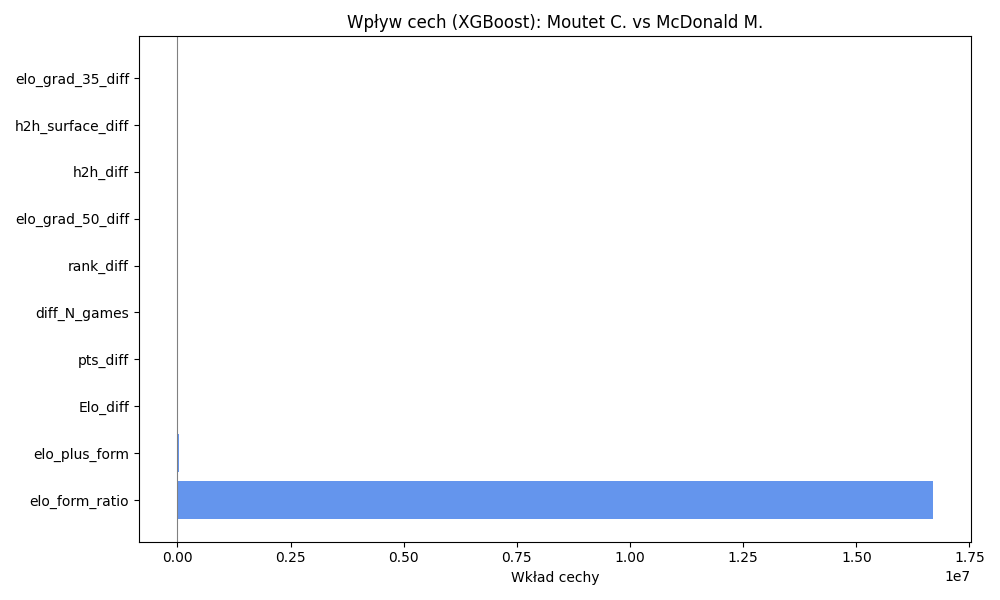 Wpływ cech (XGBoost): Moutet C. vs McDonald M.
elo_grad_35_diff
h2h_surface_diff
h2h_diff
elo_grad_50_diff
rank_diff
diff_N_games
pts_diff
Elo_diff
elo_plus_form
elo_form_ratio
0.00 0.25 0.50 0.75 1.00 1.25 1.50 1.75
1e7
Wkład cechy